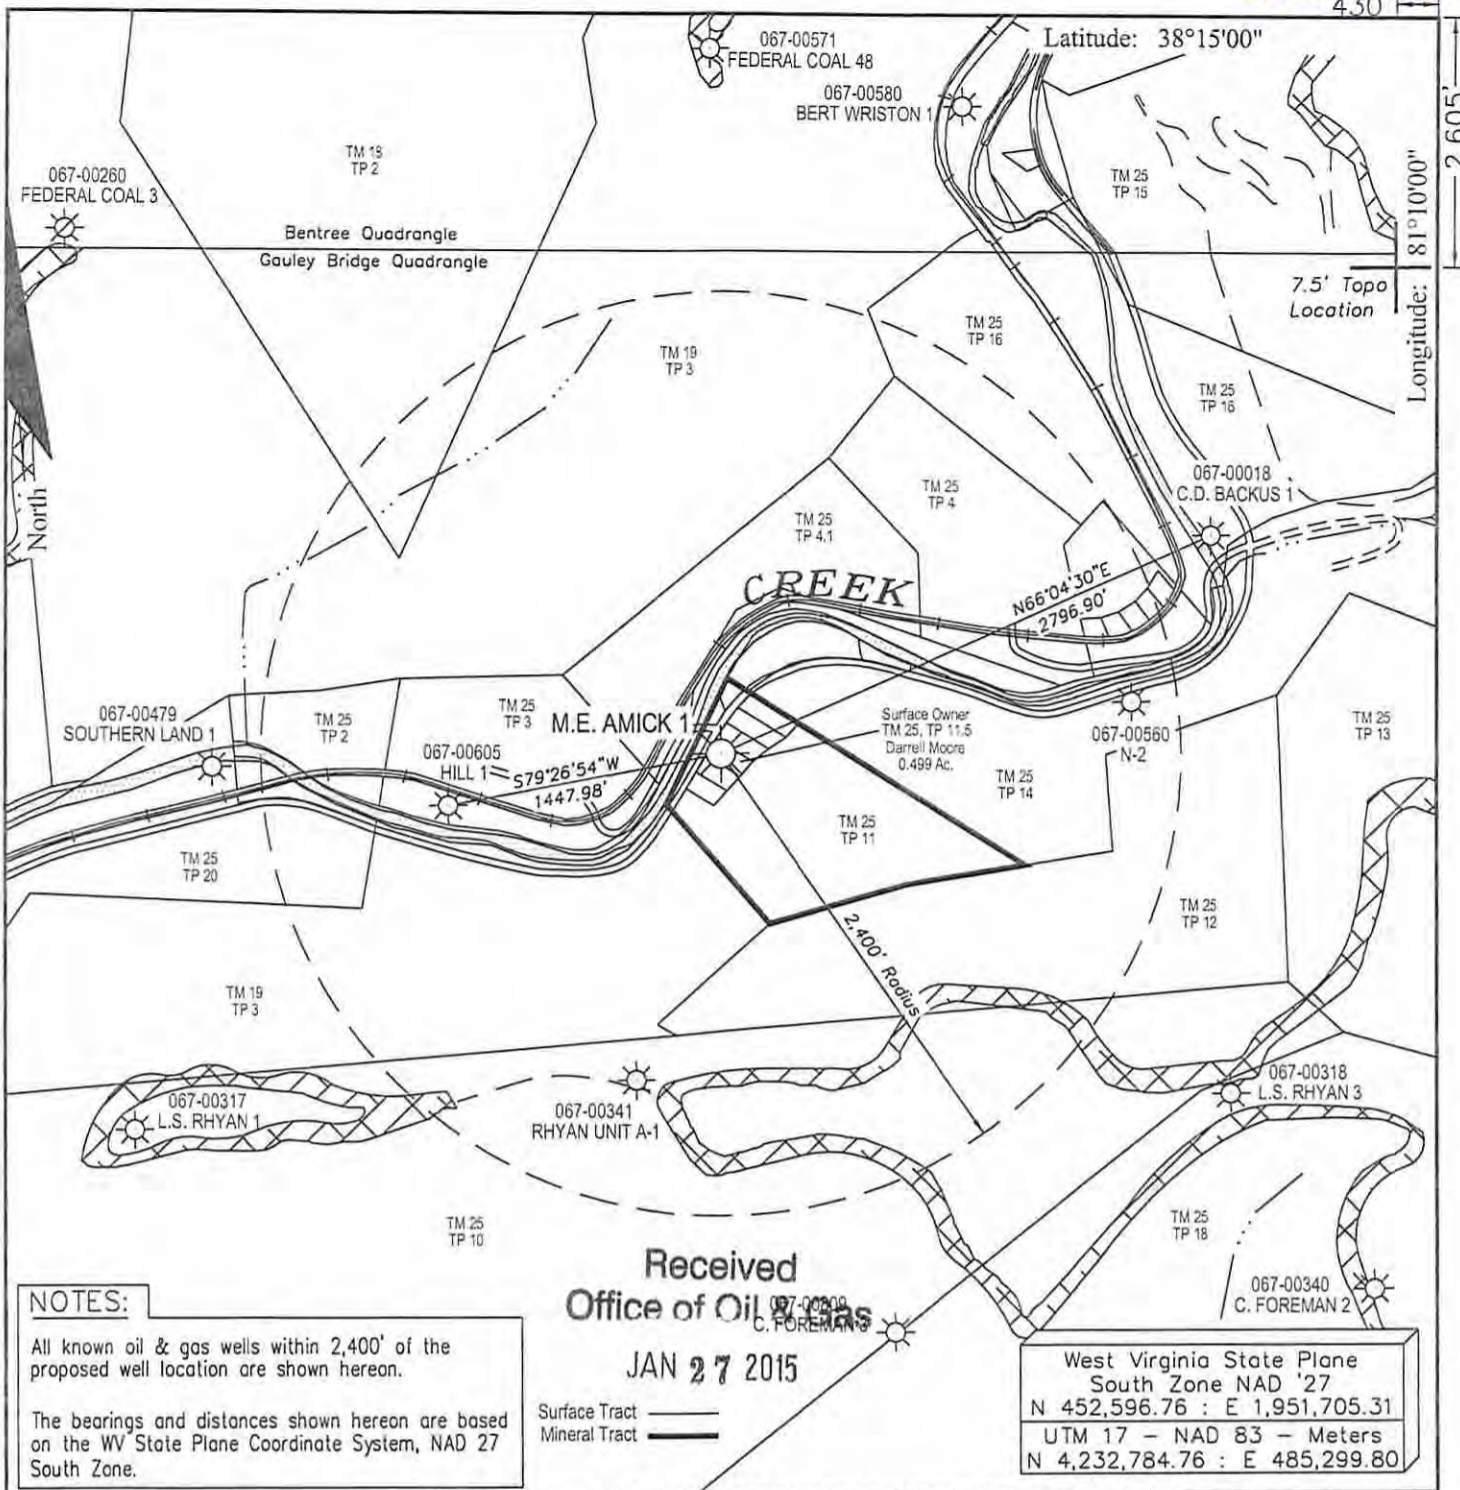 430
Latitude: 38°15'00"
2,605'
067-00571
FEDERAL COAL 48
067-00580
BERT WRISTON 1
TM 18
TP 2
067-00260
FEDERAL COAL 3
TM 25
TP 15
Bentree Quadrangle
Gauley Bridge Quadrangle
Longitude: 81°10'00"
7.5' Topo
Location
TM 25
TP 16
TM 19
TP 3
TM 25
TP 16
North
067-00018
C.D. BACKUS 1
TM 25
TP 4
TM 25
TP 4.1
CREEK
N66°04'30"E
2796.90'
067-00479
SOUTHERN LAND 1
TM 25
TP 2
TM 25
TP 3
M.E. AMICK 1
Surface Owner
TM 25, TP 11.5
Darrell Moore
0.499 Ac.
067-00560
N-2
TM 25
TP 13
067-00605
HILL 1
S79°26'54"W
1447.98'
TM 25
TP 14
TM 25
TP 11
TM 25
TP 20
TM 25
TP 12
2,400' Radius
TM 19
TP 3
067-00317
L.S. RHYAN 1
067-00341
RHYAN UNIT A-1
067-00318
L.S. RHYAN 3
TM 25
TP 10
TM 25
TP 18
Received
Office of Oil & Gas
C. FOREMAN 3
067-00340
C. FOREMAN 2
JAN 27 2015
NOTES:
All known oil & gas wells within 2,400' of the
proposed well location are shown hereon.
The bearings and distances shown hereon are based
on the WV State Plane Coordinate System, NAD 27
South Zone.
Surface Tract
Mineral Tract
West Virginia State Plane
South Zone NAD '27
N 452,596.76 : E 1,951,705.31
UTM 17 - NAD 83 - Meters
N 4,232,784.76 : E 485,299.80